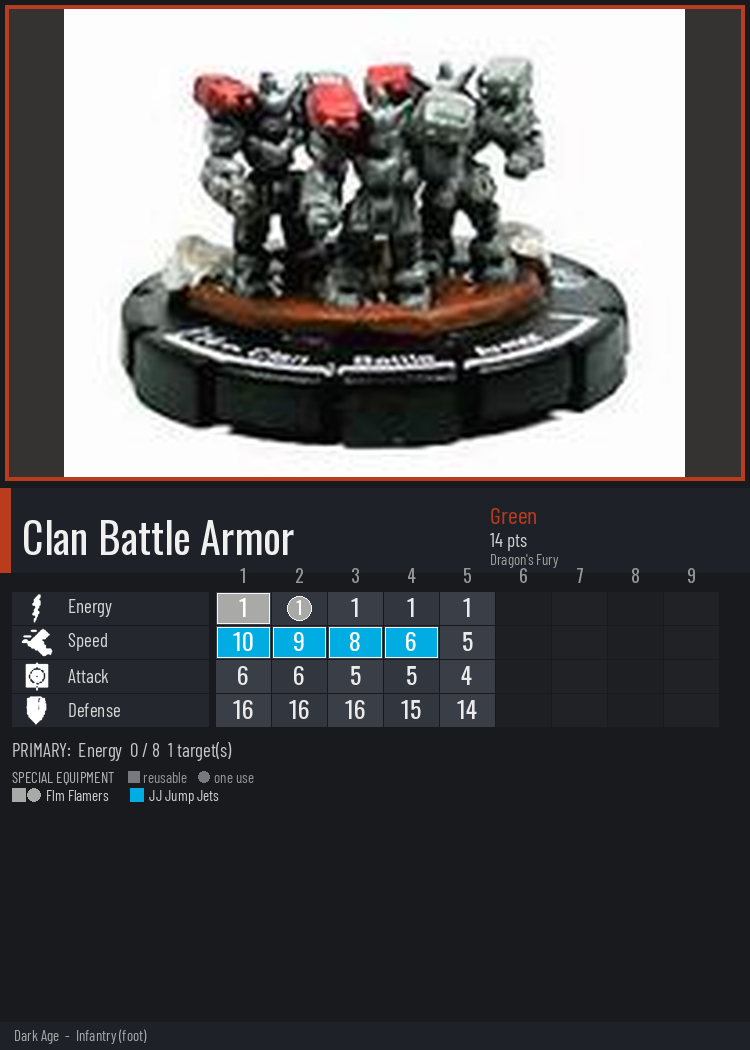 Clan Battle
Clan Battle Armor
Green
14 pts
Dragon's Fury
1 2 3 4 5 6 7 8 9
Energy 1 1 1 1 1
Speed 10 9 8 6 5
Attack 6 6 5 5 4
Defense 16 16 16 15 14
PRIMARY: Energy 0 / 8 1 target(s)
SPECIAL EQUIPMENT reusable one use
Flm Flamers JJ Jump Jets
Dark Age - Infantry (foot)